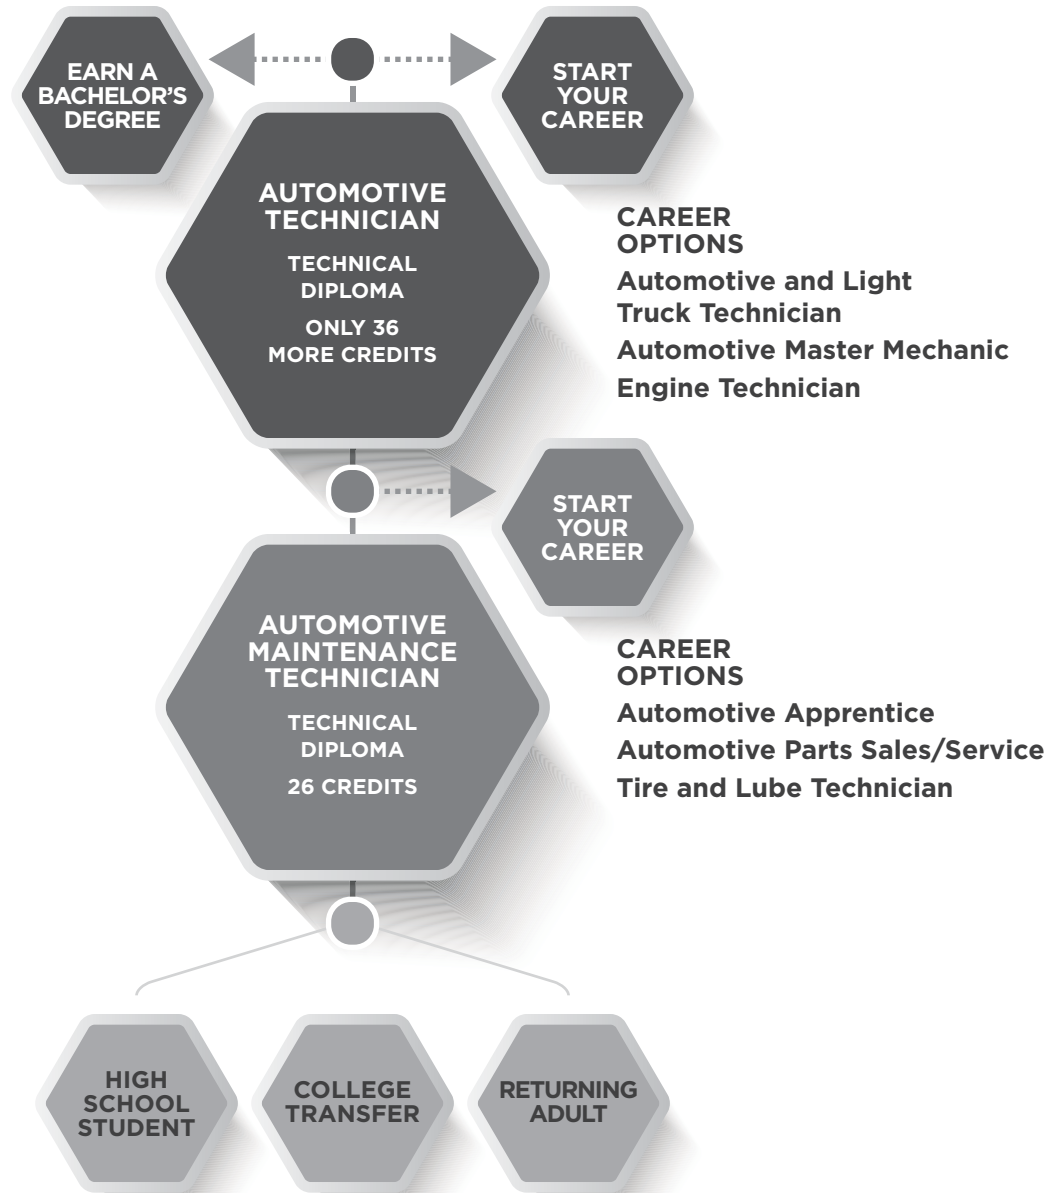 EARN A
BACHELOR'S
DEGREE
START
YOUR
CAREER
AUTOMOTIVE
TECHNICIAN
TECHNICAL
DIPLOMA
ONLY 36
MORE CREDITS
CAREER
OPTIONS
Automotive and Light
Truck Technician
Automotive Master Mechanic
Engine Technician
START
YOUR
CAREER
AUTOMOTIVE
MAINTENANCE
TECHNICIAN
TECHNICAL
DIPLOMA
26 CREDITS
CAREER
OPTIONS
Automotive Apprentice
Automotive Parts Sales/Service
Tire and Lube Technician
HIGH
SCHOOL
STUDENT
COLLEGE
TRANSFER
RETURNING
ADULT